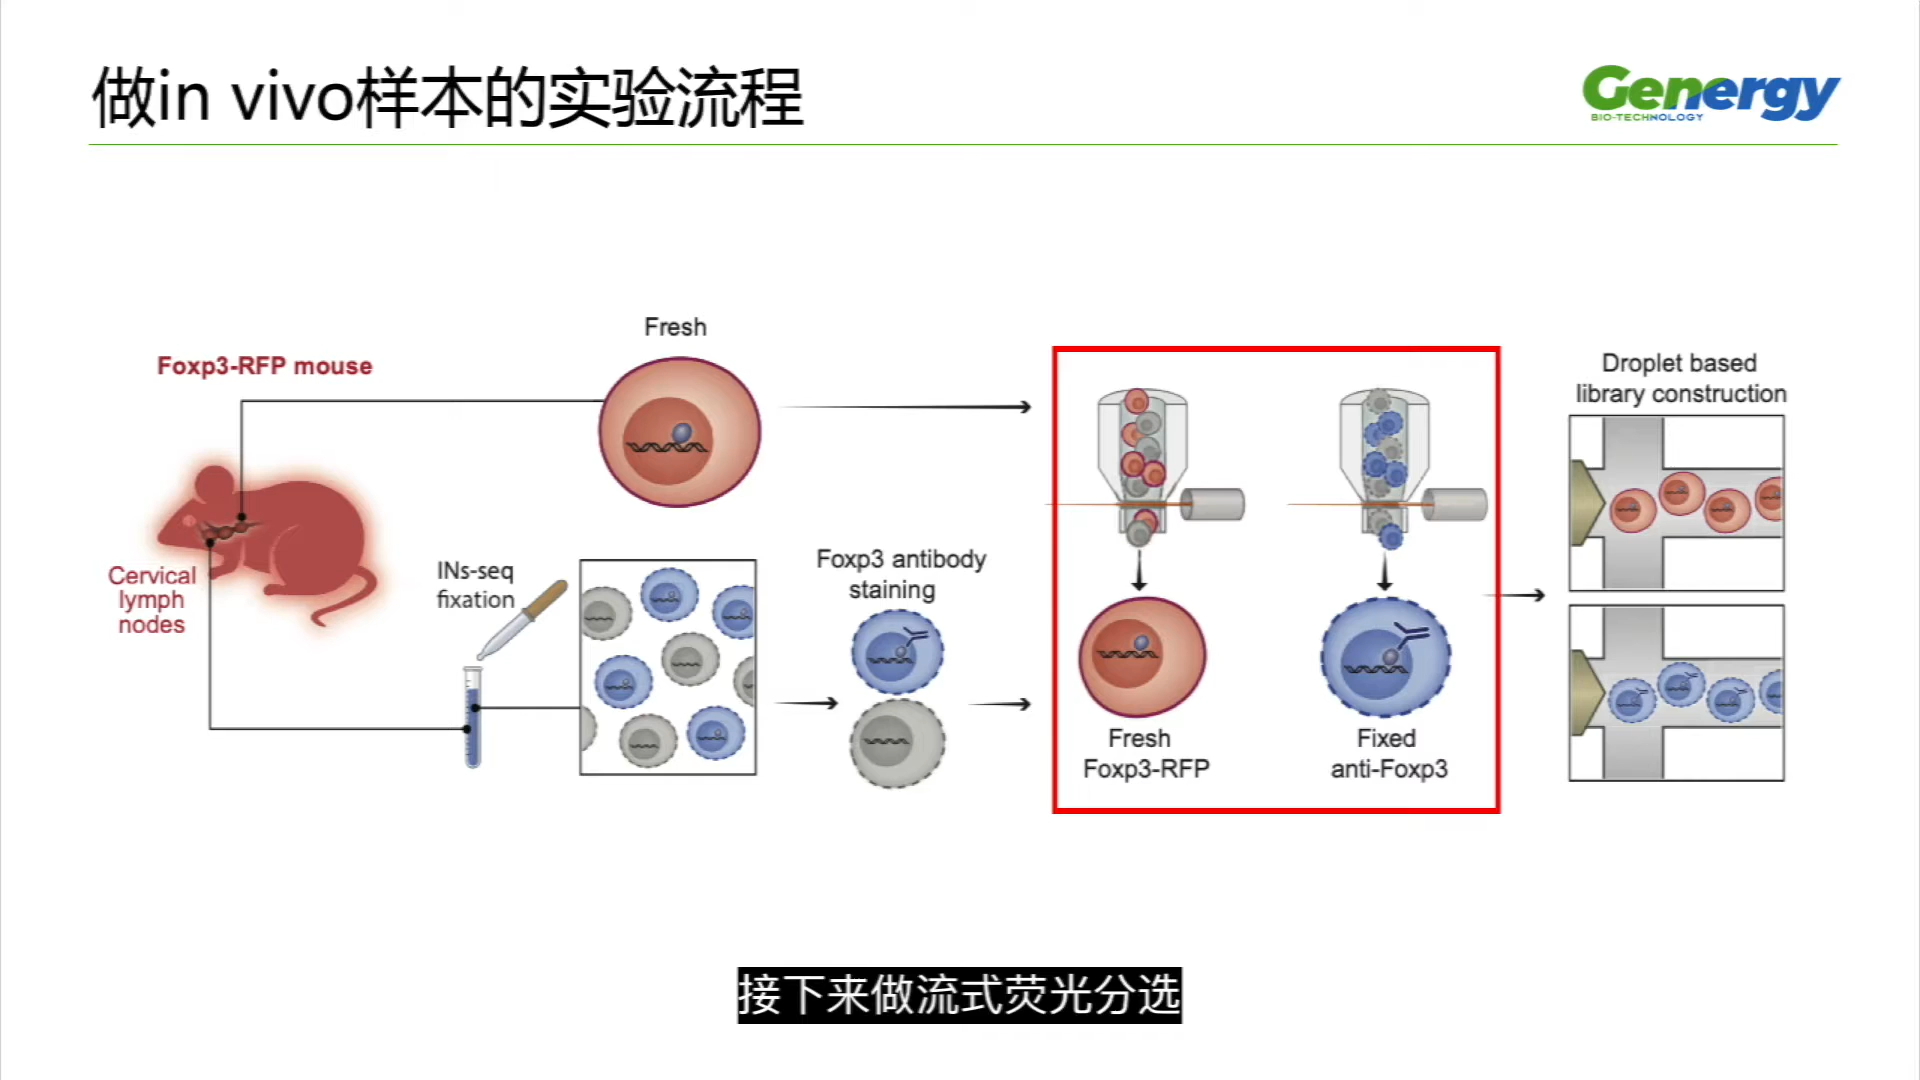 做in vivo样本的实验流程
Genergy
BIO-TECHNOLOGY
Fresh
Foxp3-RFP mouse
Cervical
lymph
nodes
INs-seq
fixation
Foxp3 antibody
staining
Fresh
Foxp3-RFP
Fixed
anti-Foxp3
Droplet based
library construction
接下来做流式荧光分选